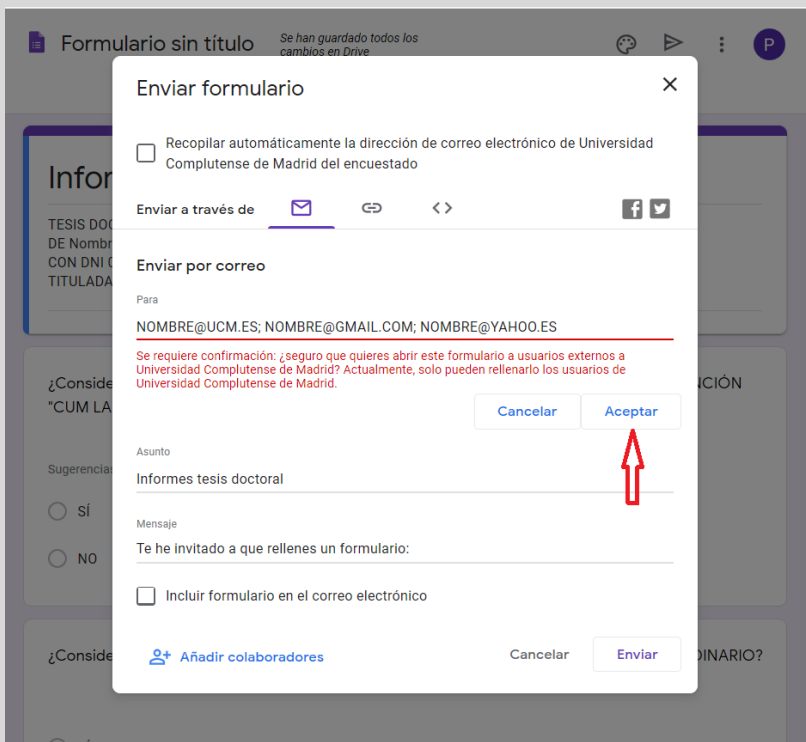 Formulario sin título
Se han guardado todos los
cambios en Drive
P
Enviar formulario
Recopilar automáticamente la dirección de correo electrónico de Universidad
Complutense de Madrid del encuestado
Infor
Enviar a través de
TESIS DOC
DE Nombr
CON DNI
TITULADA
Enviar por correo
Para
NOMBRE@UCM.ES; NOMBRE@GMAIL.COM; NOMBRE@YAHOO.ES
Se requiere confirmación: ¿seguro que quieres abrir este formulario a usuarios externos a
Universidad Complutense de Madrid? Actualmente, solo pueden rellenarlo los usuarios de
Universidad Complutense de Madrid.
¿Conside
NCIÓN
"CUM LA
Cancelar
Aceptar
Asunto
Sugerencias
Informes tesis doctoral
SÍ
Mensaje
Te he invitado a que rellenes un formulario:
NO
Incluir formulario en el correo electrónico
¿Conside
Añadir colaboradores
Cancelar
Enviar
DINARIO?